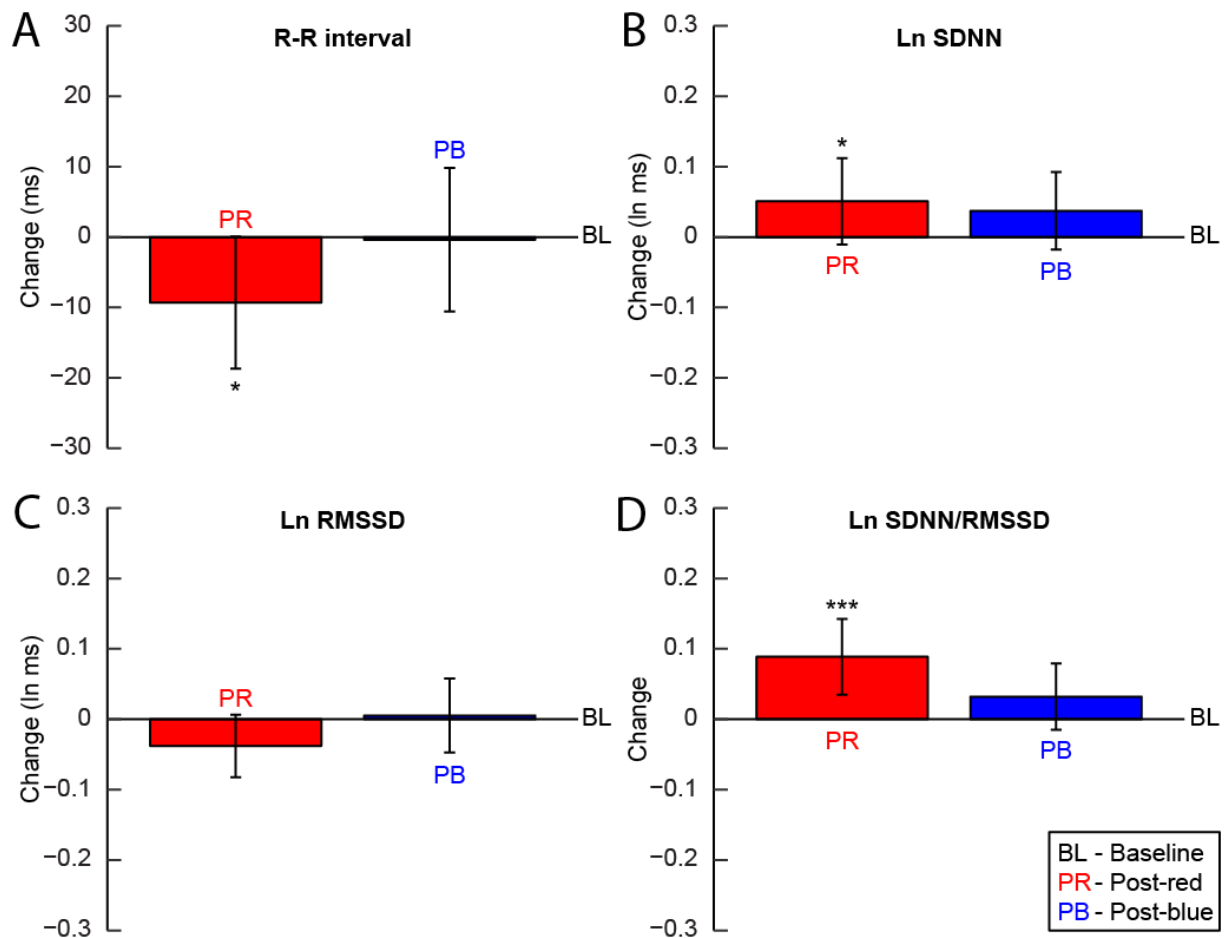 A
R-R interval
30
20
10
0
−10
−20
−30
Change (ms)
PR
PB
BL
*
B
Ln SDNN
0.3
0.2
0.1
0
−0.1
−0.2
−0.3
Change (ln ms)
*
PR
PB
BL
C
Ln RMSSD
0.3
0.2
0.1
0
−0.1
−0.2
−0.3
Change (ln ms)
PR
PB
BL
D
Ln SDNN/RMSSD
0.3
0.2
0.1
0
−0.1
−0.2
−0.3
Change
***
PR
PB
BL
BL - Baseline
PR - Post-red
PB - Post-blue